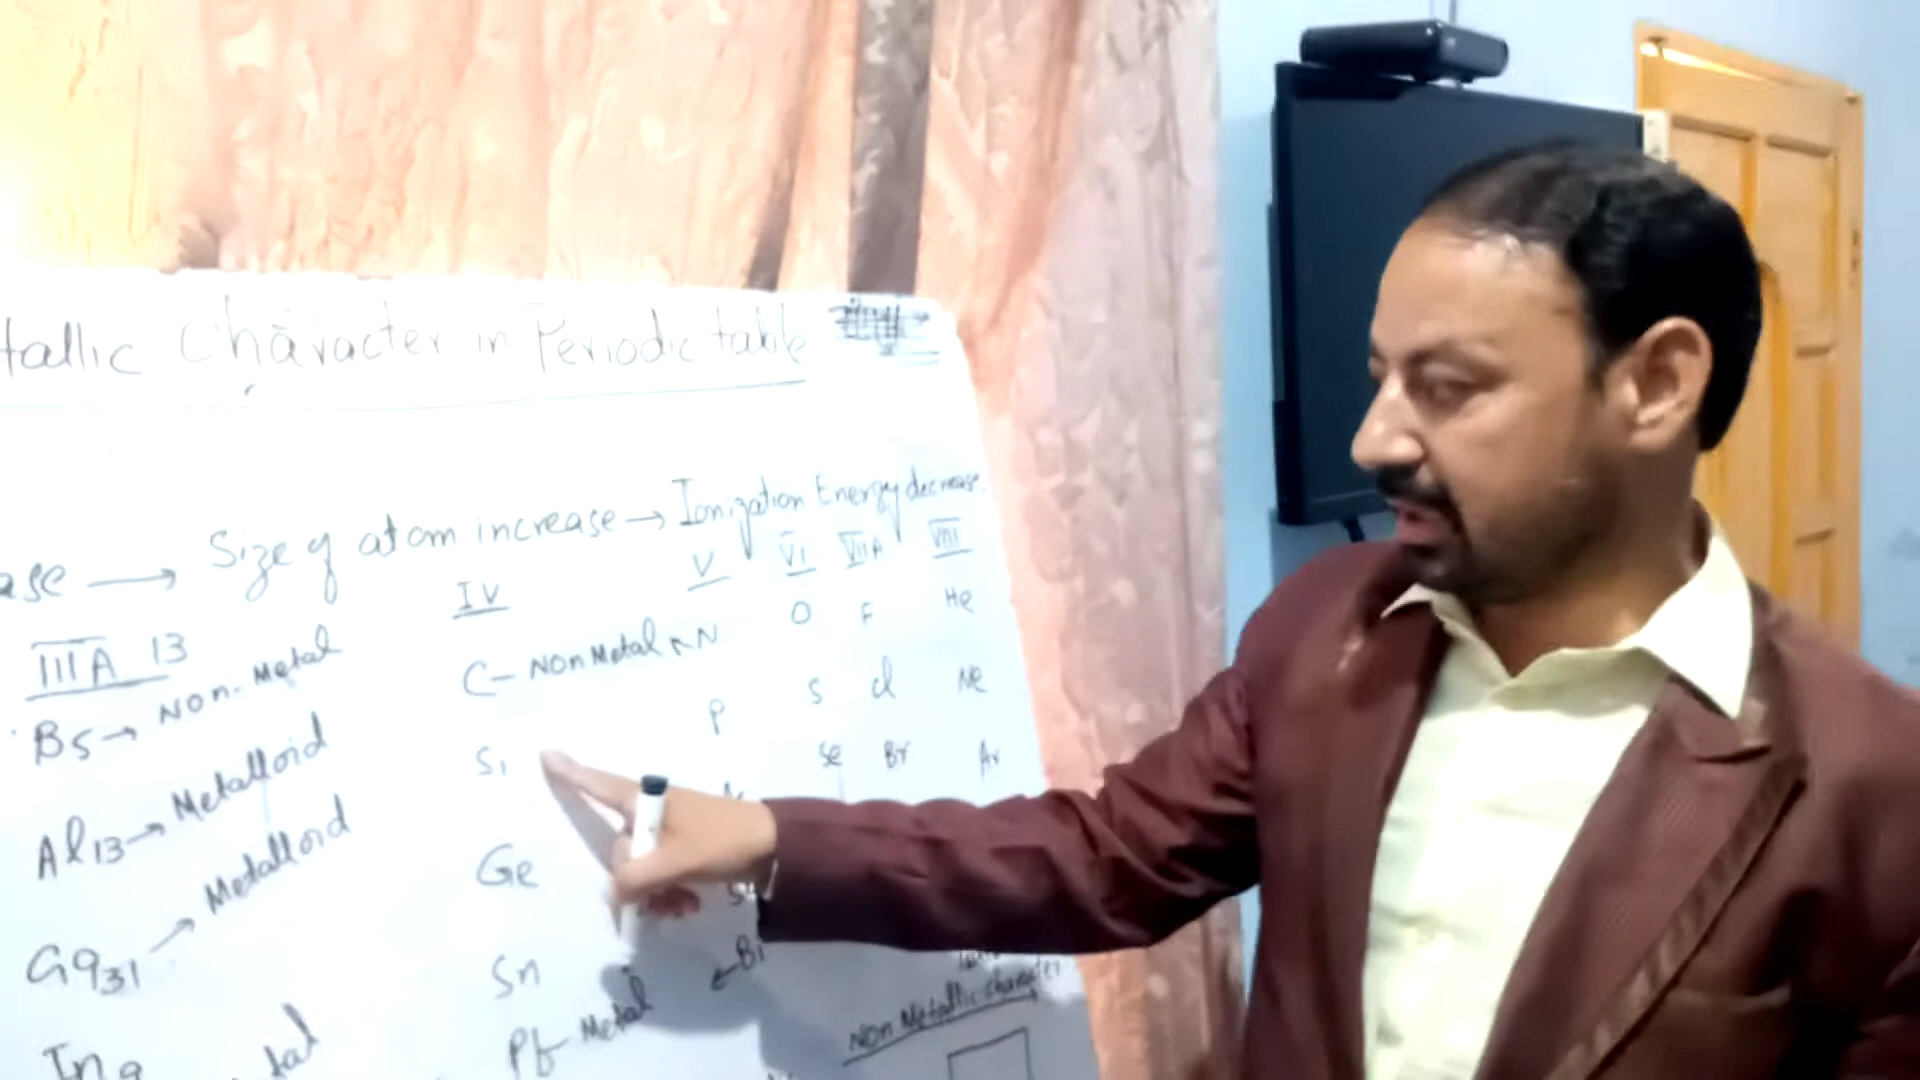 tallic Character in Periodic table
ase → Size of atom increase → Ionization Energy decrease
IIIA 13 IV V VI VIIA VIII
B5 → Non-Metal C- Non Metal N O F He
Al13 → Metalloid Si P S Cl Ne
Ga31 → Metalloid Ge Se Br Ar
Sn ← Bi
In tal Pb- Metal
Non Metallic character